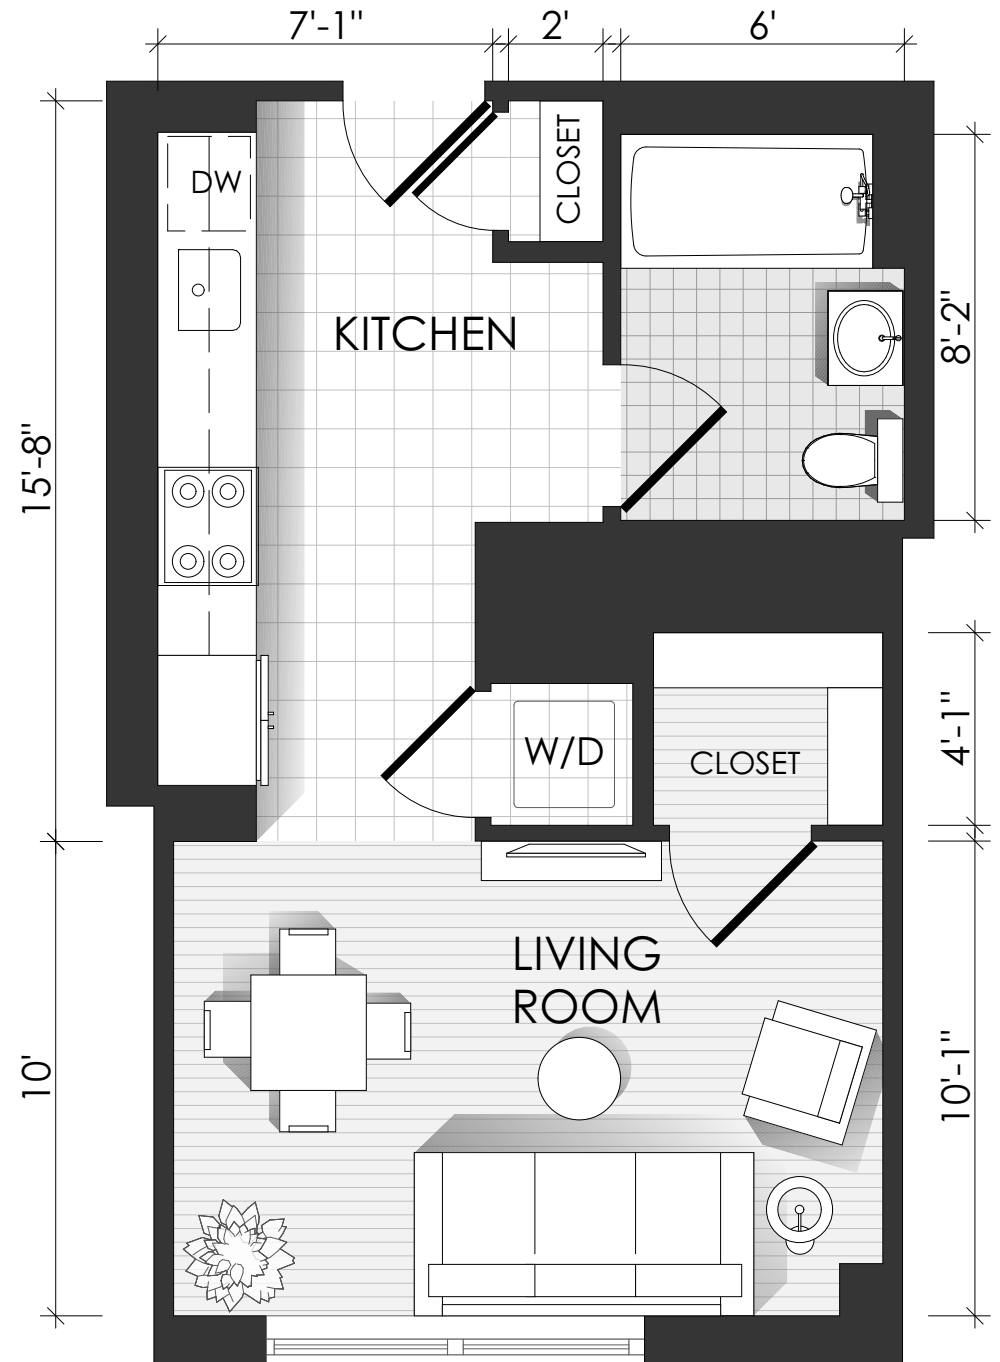 7'-1"
2'
6'
DW
CLOSET
KITCHEN
8'-2"
15'-8"
W/D
CLOSET
4'-1"
LIVING
ROOM
10'
10'-1"